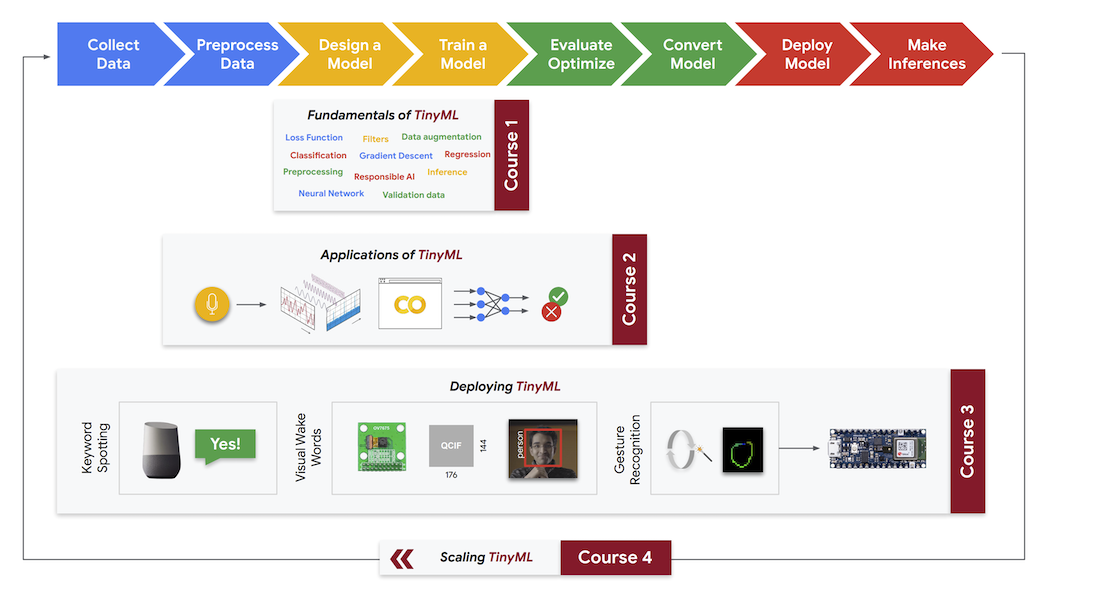 Collect
Data
Preprocess
Data
Design a
Model
Train a
Model
Evaluate
Optimize
Convert
Model
Deploy
Model
Make
Inferences
Fundamentals of TinyML
Loss Function
Filters
Data augmentation
Classification
Gradient Descent
Regression
Preprocessing
Responsible AI
Inference
Neural Network
Validation data
Course 1
Applications of TinyML
CO
Course 2
Deploying TinyML
Keyword
Spotting
Yes!
Visual Wake
Words
OV7675
QCIF
144
176
person
Gesture
Recognition
Course 3
Scaling TinyML
Course 4